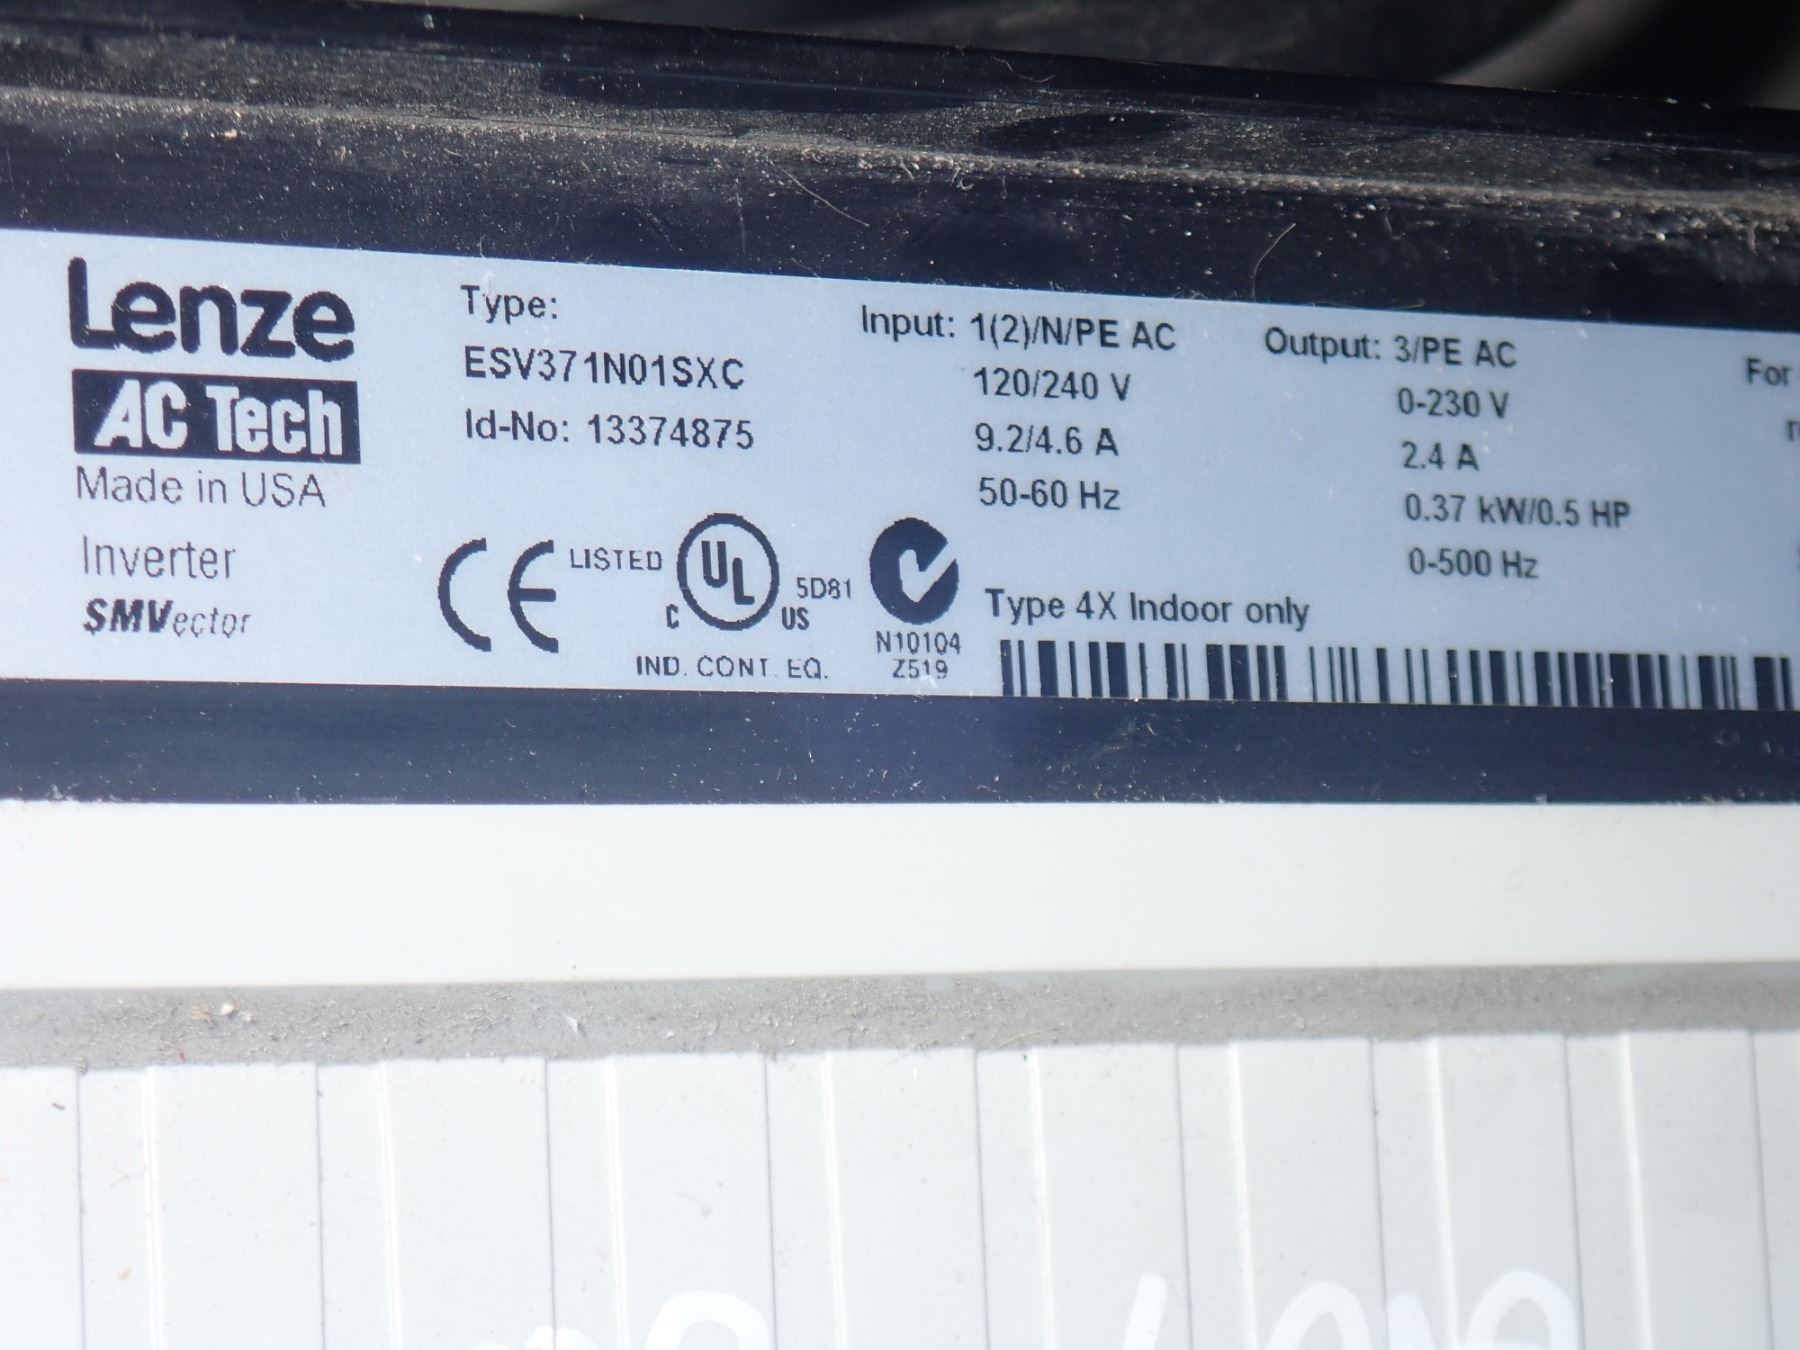 Lenze
AC Tech
Made in USA
Inverter
SMVector
Type:
ESV371N01SXC
Id-No: 13374875
LISTED
UL
C
US
5D81
IND. CONT. EQ.
CE
N10104
Z519
Input: 1(2)/N/PE AC
120/240 V
9.2/4.6 A
50-60 Hz
Type 4X Indoor only
Output: 3/PE AC
0-230 V
2.4 A
0.37 kW/0.5 HP
0-500 Hz
For